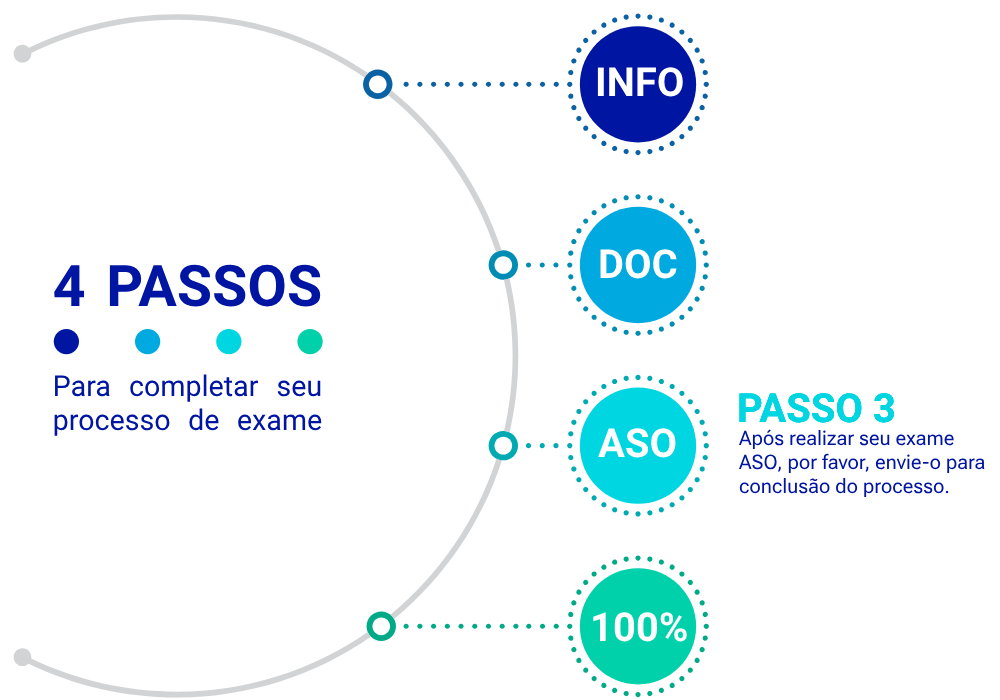 4 PASSOS
Para completar seu
processo de exame
INFO
DOC
ASO
PASSO 3
Após realizar seu exame
ASO, por favor, envie-o para
conclusão do processo.
100%